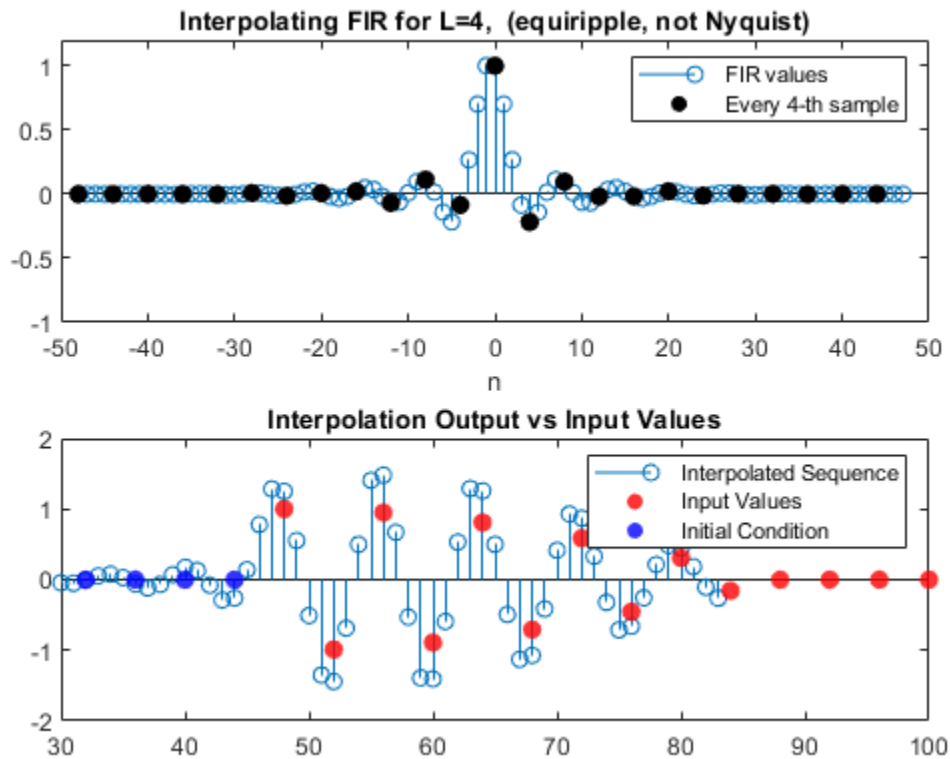 Interpolating FIR for L=4,  (equiripple, not Nyquist)
1
0.5
0
-0.5
-1
FIR values
Every 4-th sample
-50 -40 -30 -20 -10 0 10 20 30 40 50
n
Interpolation Output vs Input Values
2
1
0
-1
-2
Interpolated Sequence
Input Values
Initial Condition
30 40 50 60 70 80 90 100